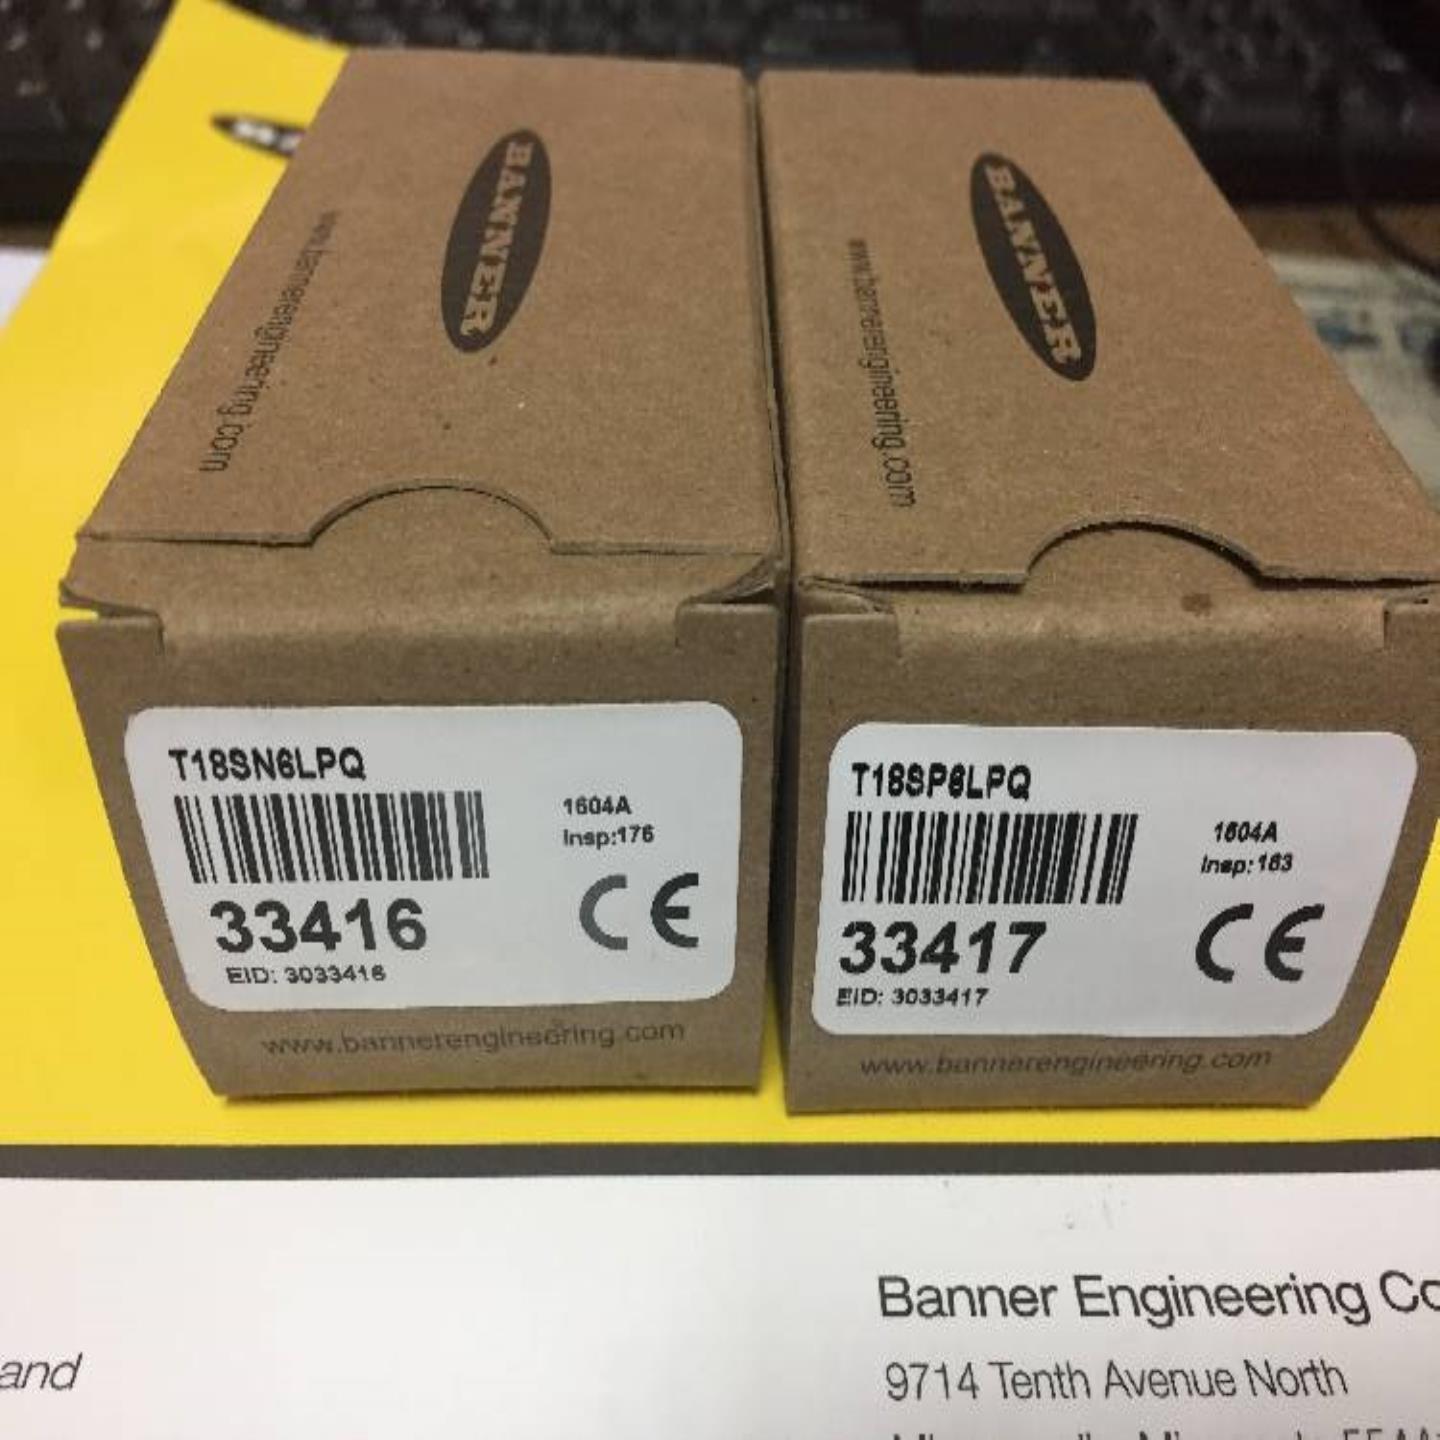 BANNER
www.bannerengineering.com
BANNER
www.bannerengineering.com
T18SN6LPQ
1604A
Insp:176
33416
EID: 3033416
www.bannerengineering.com
T18SP6LPQ
1604A
Insp:163
33417
EID: 3033417
www.bannerengineering.com
Banner Engineering Co
9714 Tenth Avenue North
and